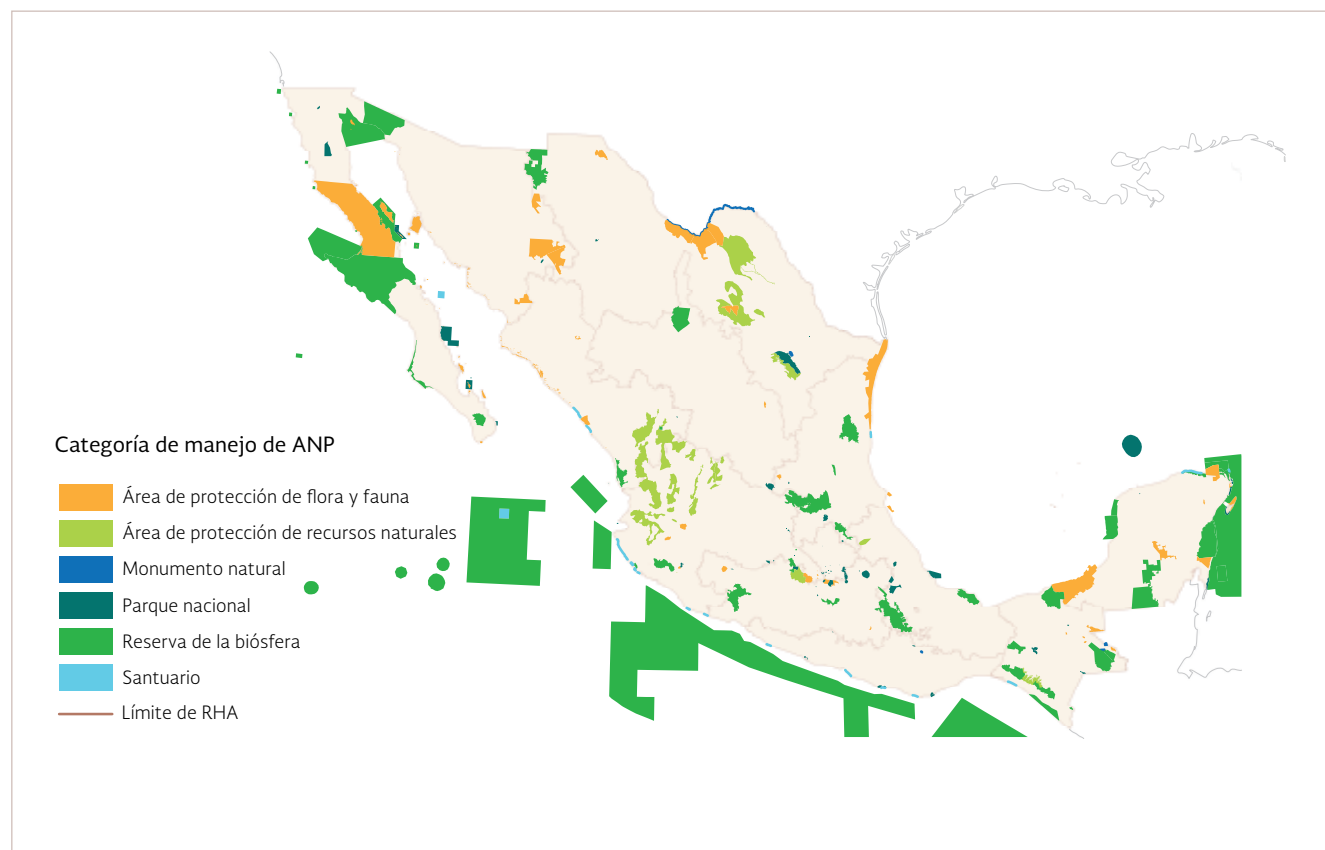 Categoría de manejo de ANP
Área de protección de flora y fauna
Área de protección de recursos naturales
Monumento natural
Parque nacional
Reserva de la biósfera
Santuario
Límite de RHA